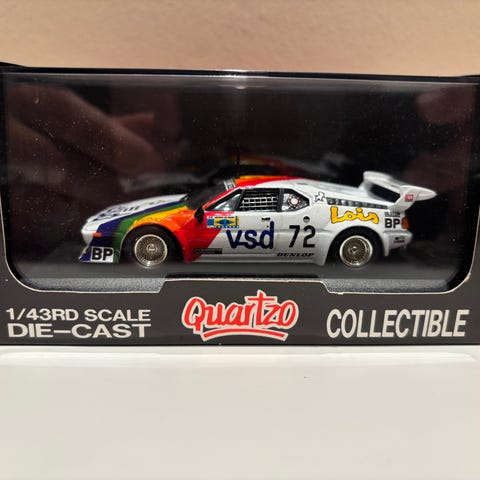 BP
vsd 72
DUNLOP
Lois
BP
1/43RD SCALE
DIE-CAST
Quartzo
COLLECTIBLE